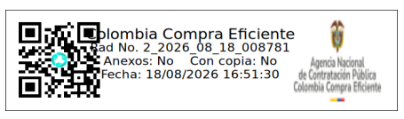 Colombia Compra Eficiente
Rad No. 2_2026_08_18_008781
Anexos: No Con copia: No
Fecha: 18/08/2026 16:51:30
Agencia Nacional
de Contratación Pública
Colombia Compra Eficiente